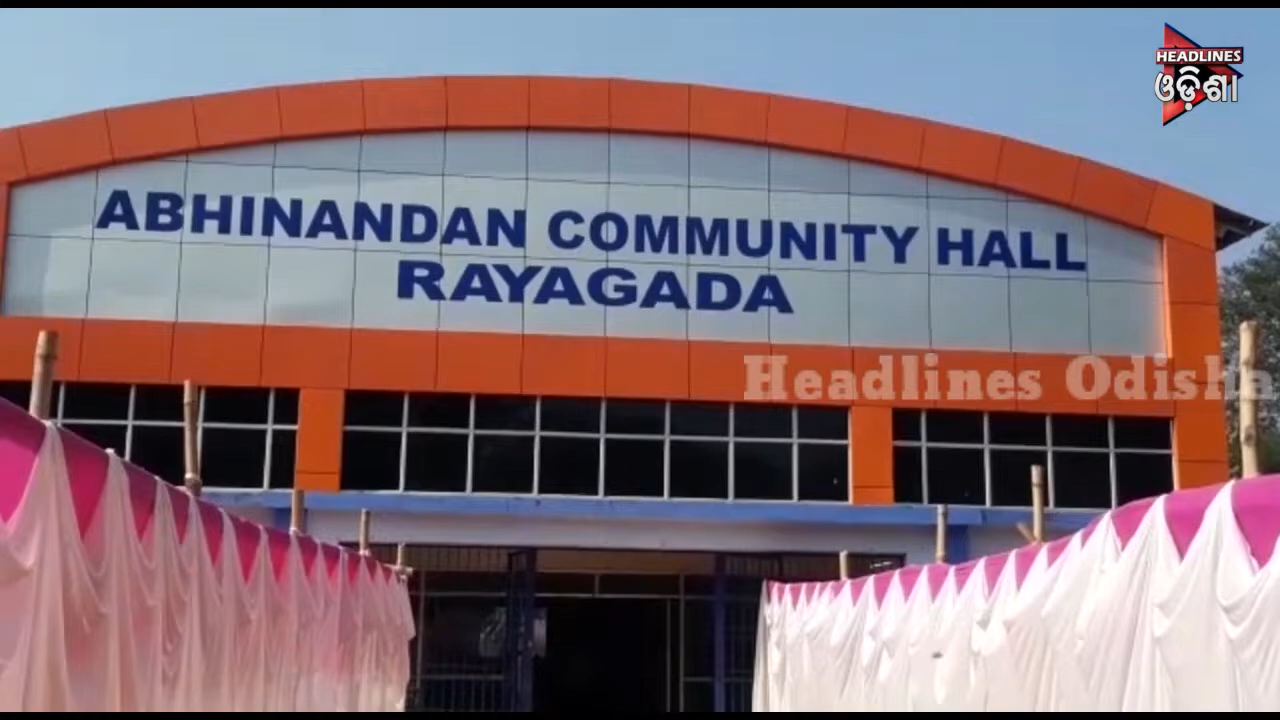 HEADLINES
ଓଡ଼ିଶା
ABHINANDAN COMMUNITY HALL
RAYAGADA
Headlines Odisha